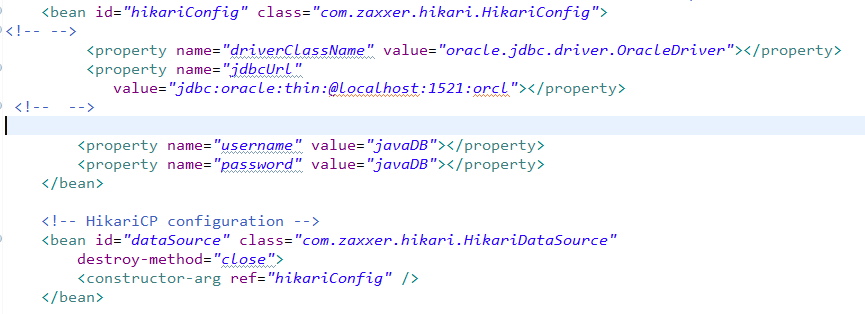 <bean id="hikariConfig" class="com.zaxxer.hikari.HikariConfig">
<!-- -->
<property name="driverClassName" value="oracle.jdbc.driver.OracleDriver"></property>
<property name="jdbcUrl"
value="jdbc:oracle:thin:@localhost:1521:orcl"></property>
<!--  -->
<property name="username" value="javaDB"></property>
<property name="password" value="javaDB"></property>
</bean>
<!-- HikariCP configuration -->
<bean id="dataSource" class="com.zaxxer.hikari.HikariDataSource"
destroy-method="close">
<constructor-arg ref="hikariConfig" />
</bean>